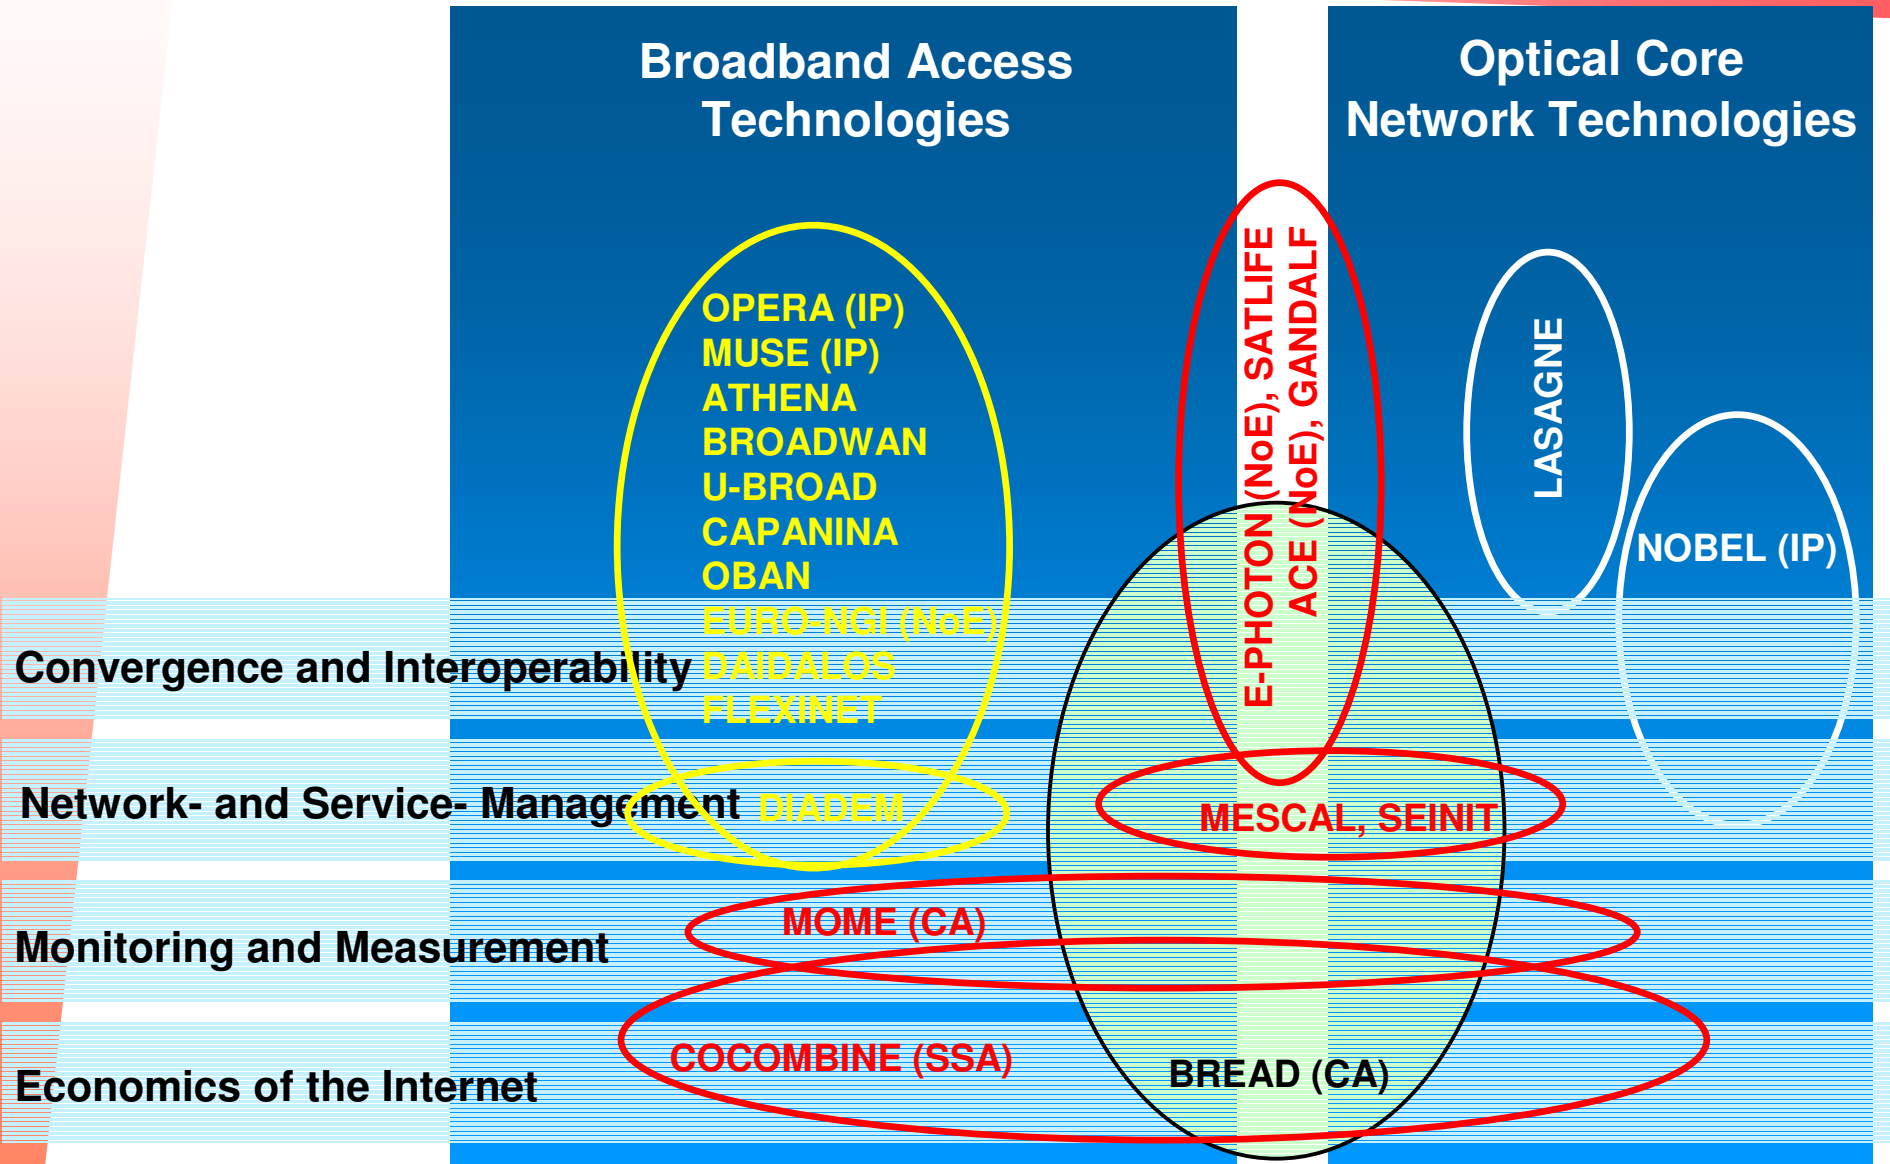 Broadband Access
Technologies
Optical Core
Network Technologies
OPERA (IP)
MUSE (IP)
ATHENA
BROADWAN
U-BROAD
CAPANINA
OBAN
EURO-NGI (NoE)
DAIDALOS
FLEXINET
E-PHOTON (NoE), SATLIFE
ACE (NoE), GANDALF
LASAGNE
NOBEL (IP)
Convergence and Interoperability
Network- and Service- Management
DIADEM
MESCAL, SEINIT
Monitoring and Measurement
MOME (CA)
Economics of the Internet
COCOMBINE (SSA)
BREAD (CA)